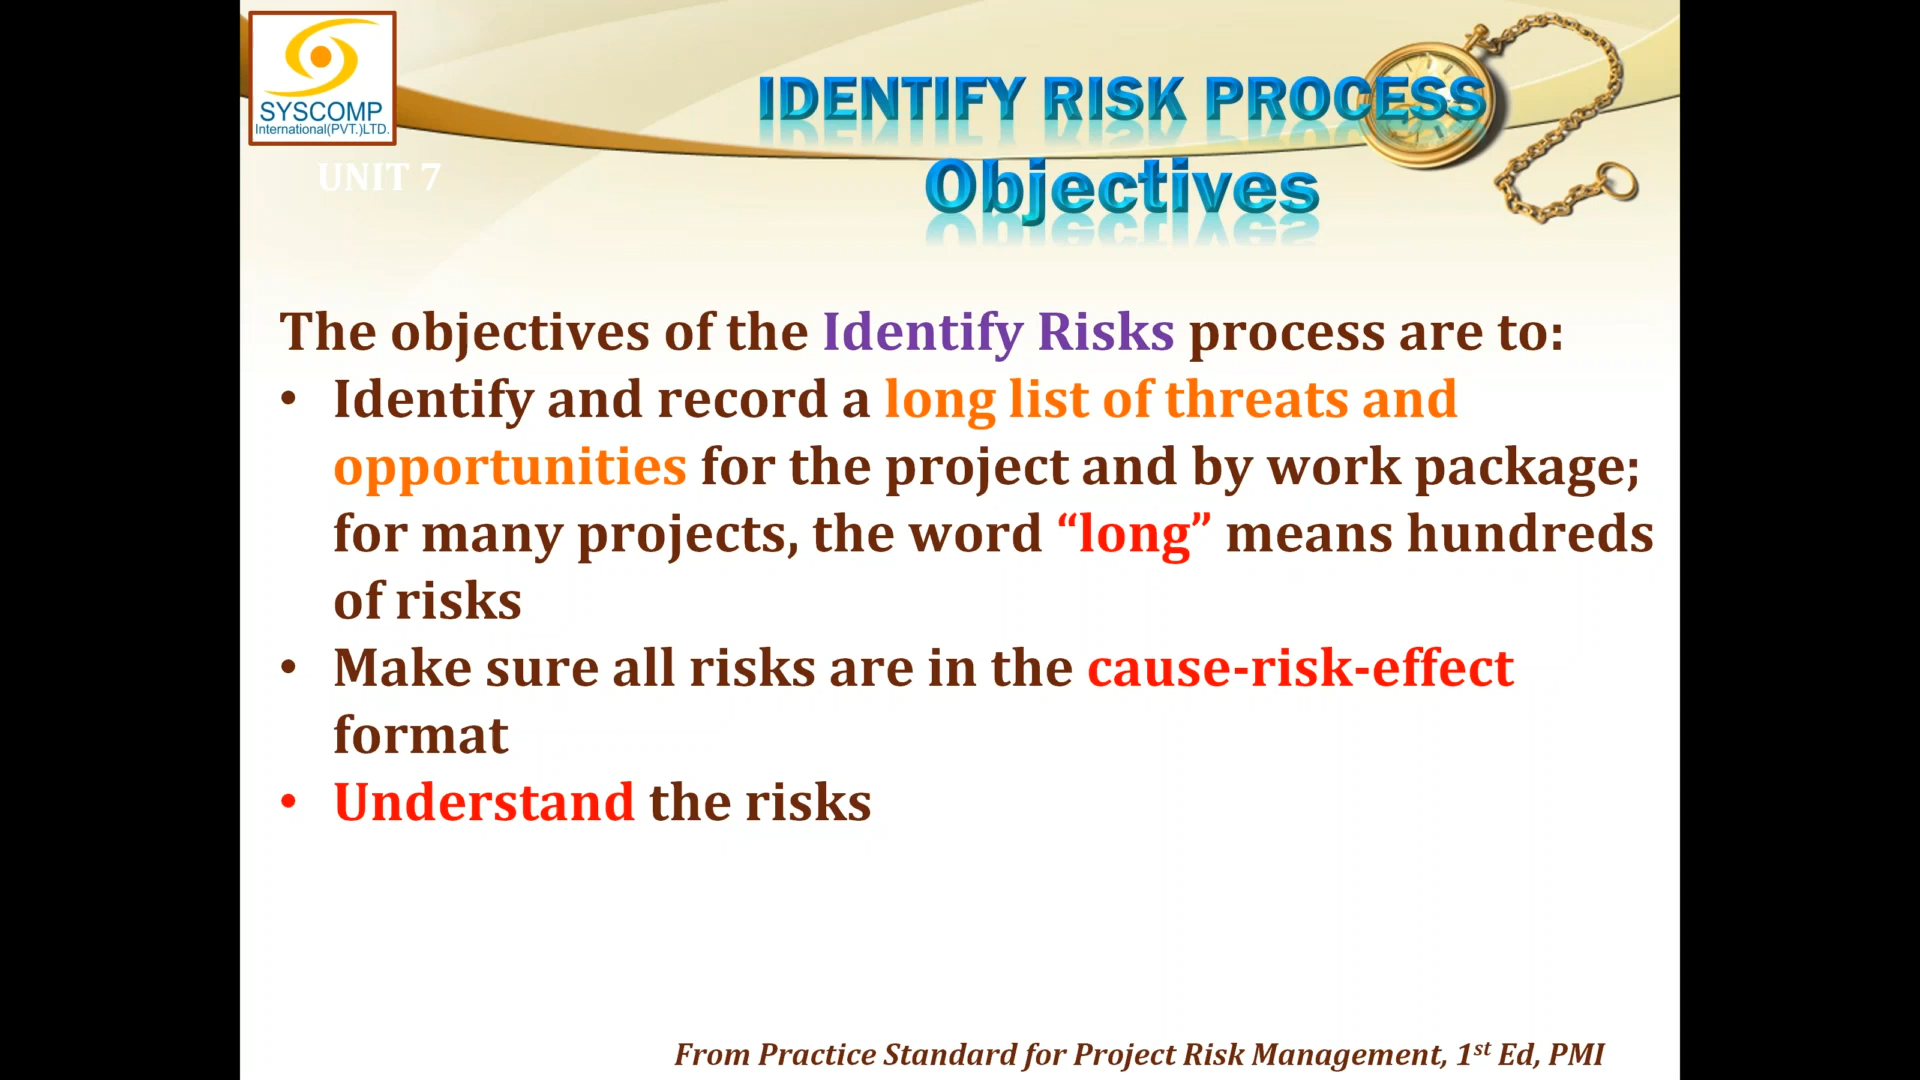 SYSCOMP
International(PVT.)LTD.
UNIT 7
IDENTIFY RISK PROCESS
Objectives
The objectives of the Identify Risks process are to:
• Identify and record a long list of threats and
opportunities for the project and by work package;
for many projects, the word “long” means hundreds
of risks
• Make sure all risks are in the cause-risk-effect
format
• Understand the risks
From Practice Standard for Project Risk Management, 1st Ed, PMI